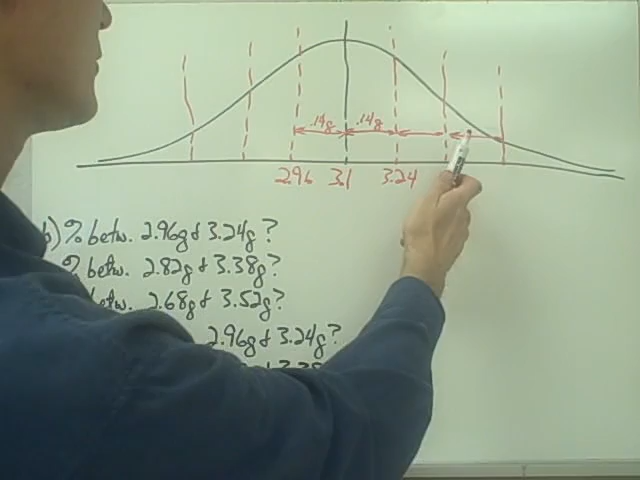 .14g .14g
2.96 3.1 3.24
b) % betw. 2.96g & 3.24g?
% betw. 2.82g & 3.38g?
betw. 2.68g & 3.52g?
2.96g & 3.24g?